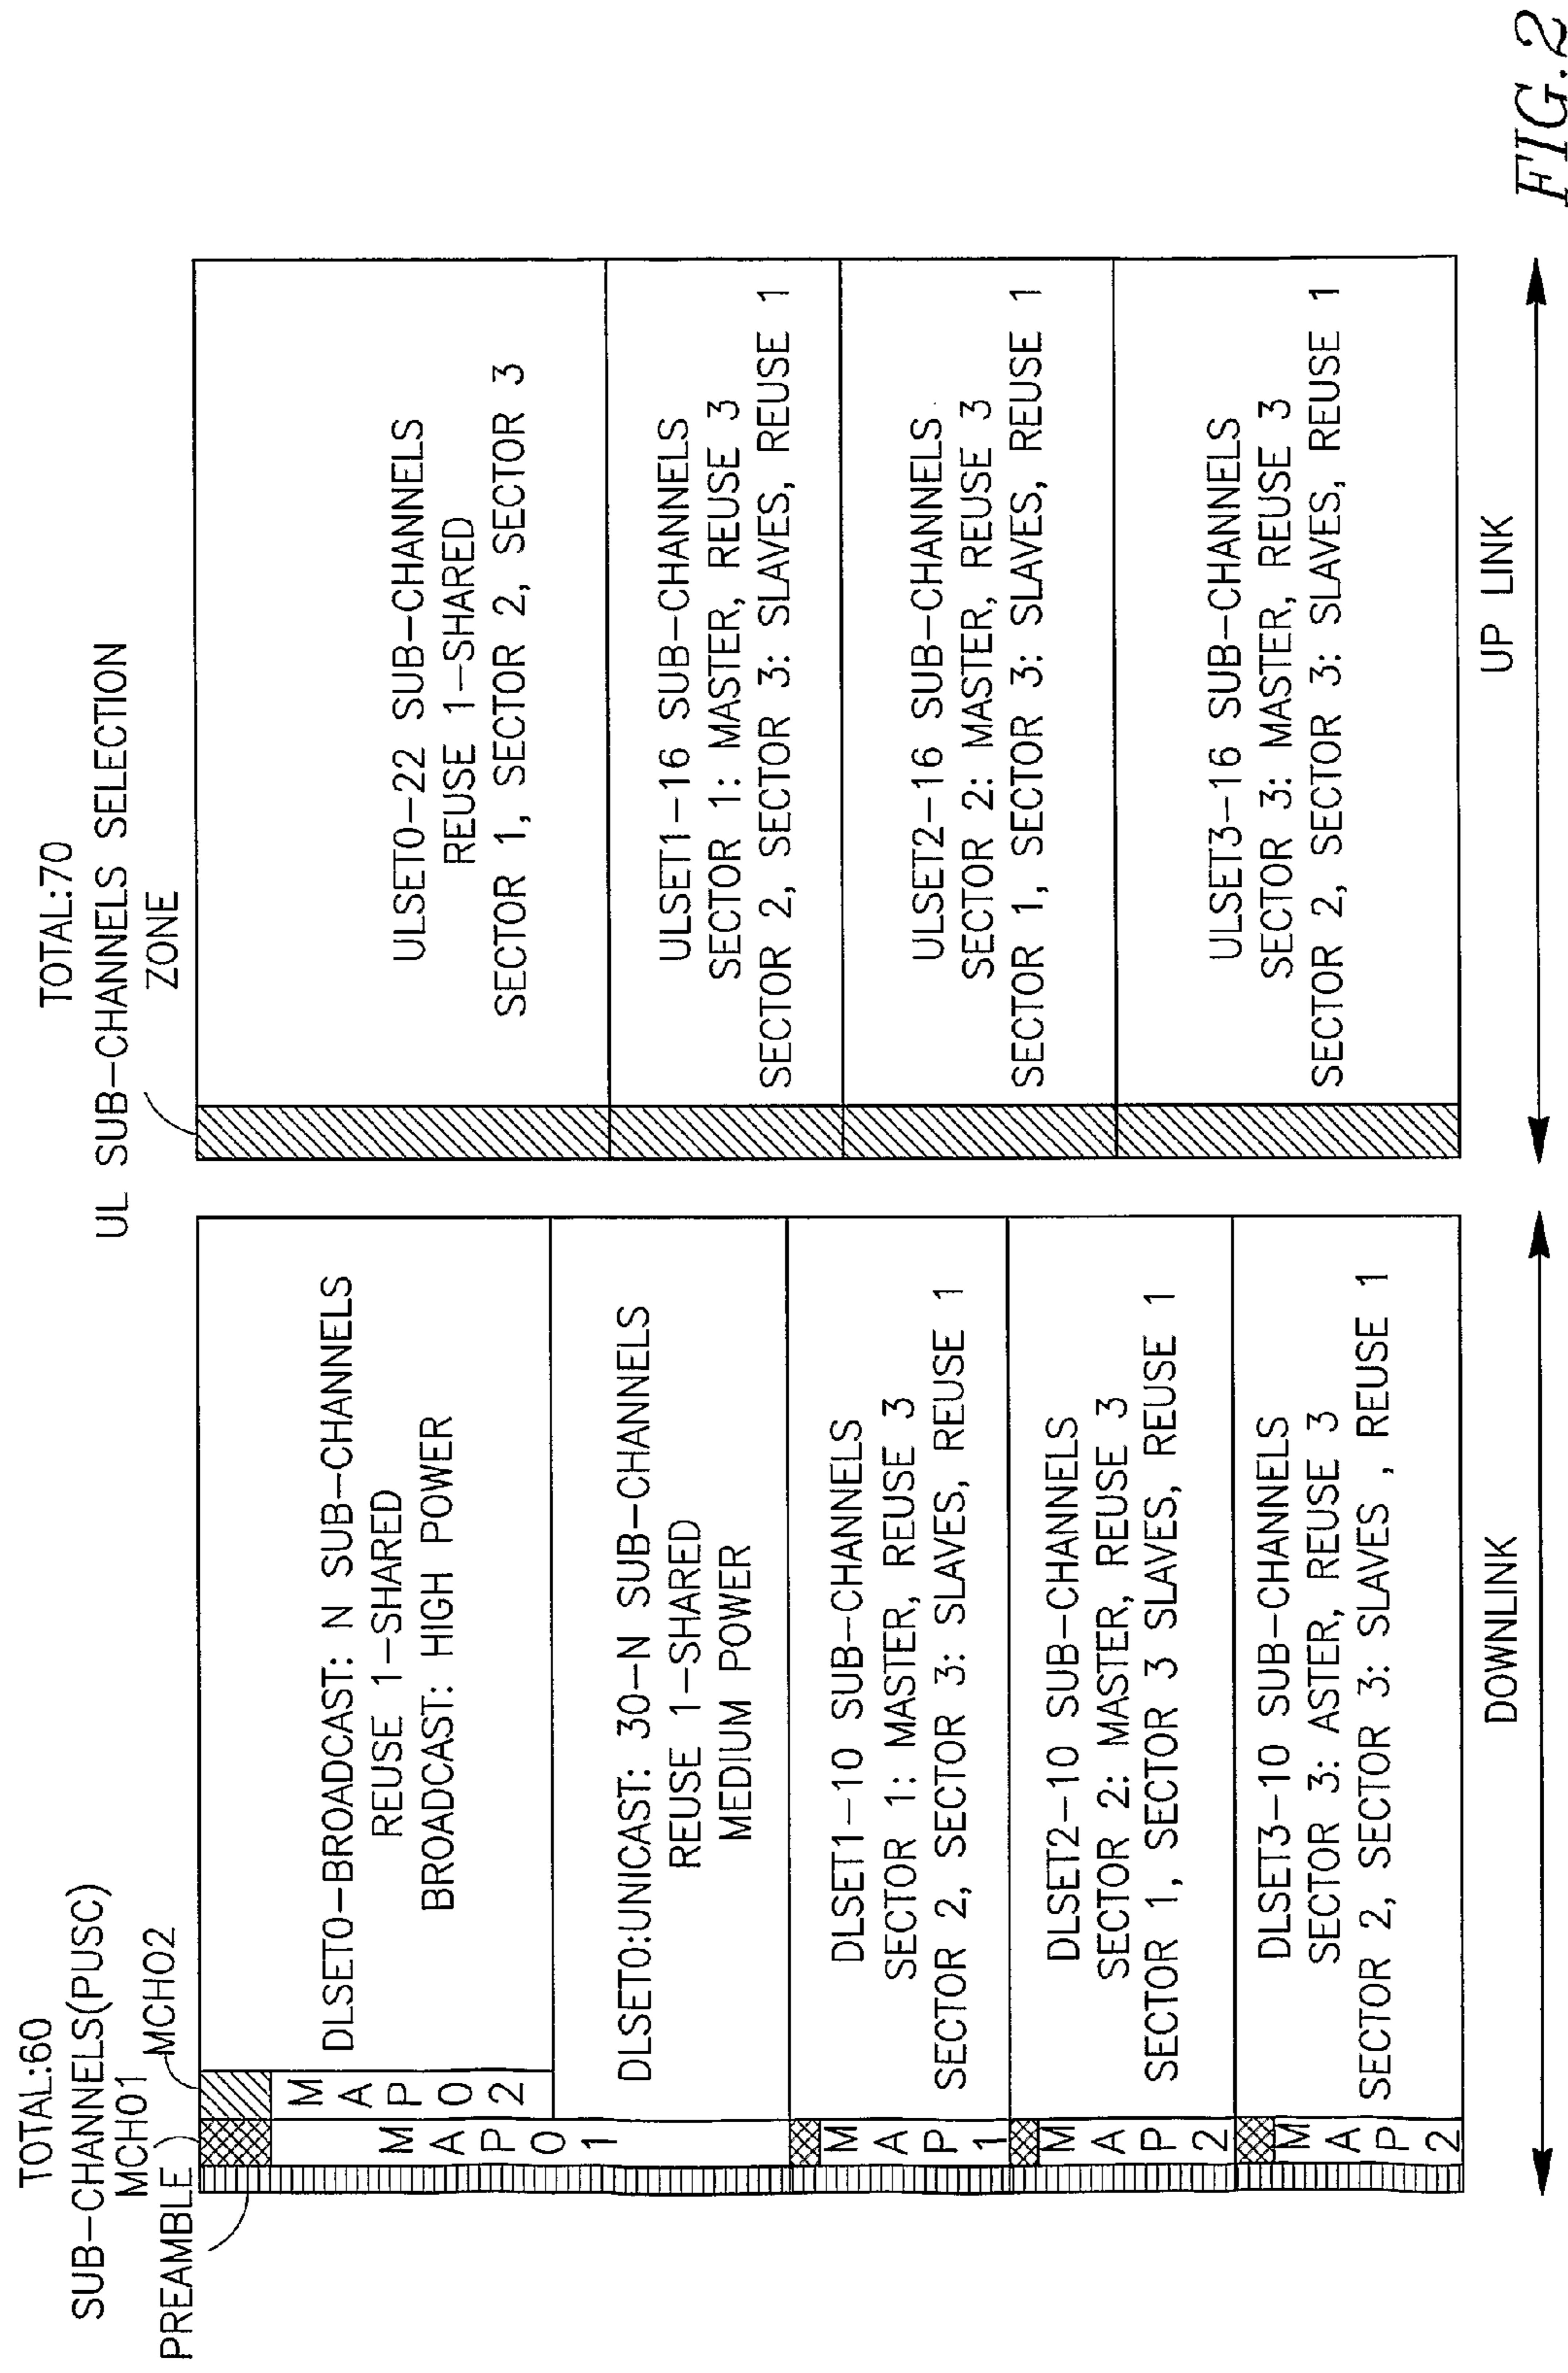 TOTAL:60
SUB-CHANNELS(PUSC)
MCH01
MCH02
PREAMBLE
MAP02
MAP01
DLSET0-BROADCAST: N SUB-CHANNELS
REUSE 1-SHARED
BROADCAST: HIGH POWER
DLSET0:UNICAST: 30-N SUB-CHANNELS
REUSE 1-SHARED
MEDIUM POWER
MAP1
DLSET1-10 SUB-CHANNELS
SECTOR 1: MASTER, REUSE 3
SECTOR 2, SECTOR 3: SLAVES, REUSE 1
MAP2
DLSET2-10 SUB-CHANNELS
SECTOR 2: MASTER, REUSE 3
SECTOR 1, SECTOR 3 SLAVES, REUSE 1
MAP2
DLSET3-10 SUB-CHANNELS
SECTOR 3: ASTER, REUSE 3
SECTOR 2, SECTOR 3: SLAVES , REUSE 1
DOWNLINK
TOTAL:70
UL SUB-CHANNELS SELECTION
ZONE
ULSET0-22 SUB-CHANNELS
REUSE 1-SHARED
SECTOR 1, SECTOR 2, SECTOR 3
ULSET1-16 SUB-CHANNELS
SECTOR 1: MASTER, REUSE 3
SECTOR 2, SECTOR 3: SLAVES, REUSE 1
ULSET2-16 SUB-CHANNELS
SECTOR 2: MASTER, REUSE 3
SECTOR 1, SECTOR 3: SLAVES, REUSE 1
ULSET3-16 SUB-CHANNELS
SECTOR 3: MASTER, REUSE 3
SECTOR 2, SECTOR 3: SLAVES, REUSE 1
UP LINK
FIG.2